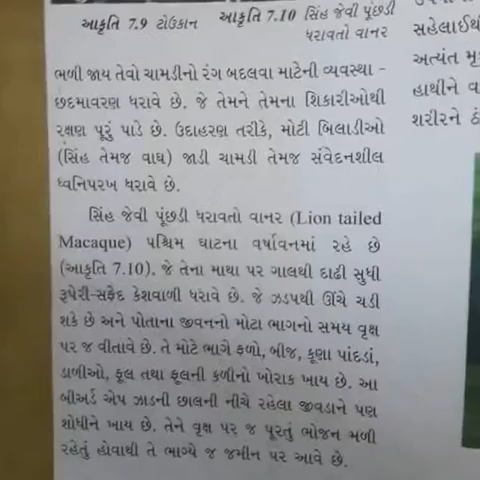 આકૃતિ 7.9 ટોઉકાન
આકૃતિ 7.10 સિંહ જેવી પૂંછડી
ધરાવતો વાનર
ભળી જાય તેવો ચામડીનો રંગ બદલવા માટેની વ્યવસ્થા -
છદમાવરણ ધરાવે છે. જે તેમને તેમના શિકારીઓથી
રક્ષણ પૂરું પાડે છે. ઉદાહરણ તરીકે, મોટી બિલાડીઓ
(સિંહ તેમજ વાઘ) જાડી ચામડી તેમજ સંવેદનશીલ
ધ્વનિપરખ ધરાવે છે.
સિંહ જેવી પૂંછડી ધરાવતો વાનર (Lion tailed
Macaque) પશ્ચિમ ઘાટના વર્ષાવનમાં રહે છે
(આકૃતિ 7.10). જે તેના માથા પર ગાલથી દાઢી સુધી
રૂપેરી-સફેદ કેશવાળી ધરાવે છે. જે ઝડપથી ઊંચે ચડી
શકે છે અને પોતાના જીવનનો મોટા ભાગનો સમય વૃક્ષ
પર જ વીતાવે છે. તે મોટે ભાગે ફળો, બીજ, કૂણા પાંદડાં,
ડાળીઓ, ફૂલ તથા ફૂલની કળીનો ખોરાક ખાય છે. આ
બીઅર્ડ એપ ઝાડની છાલની નીચે રહેલા જીવડાને પણ
શોધીને ખાય છે. તેને વૃક્ષ પર જ પૂરતું ભોજન મળી
રહેતું હોવાથી તે ભાગ્યે જ જમીન પર આવે છે.
સહેલાઈથી
અત્યંત મૃ
હાથીને વ
શરીરને ઠં